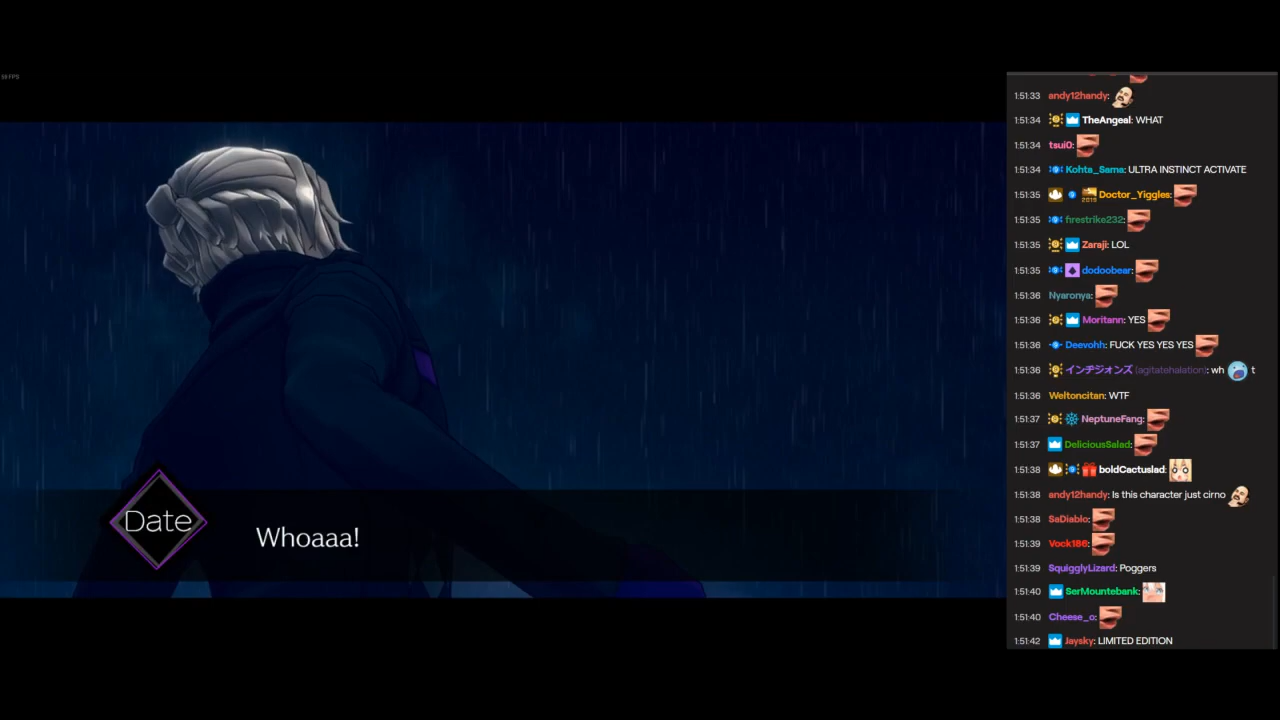 50 FPS
Date
Whoaaa!
1:51:33 andy12handy:
1:51:34 TheAngeal: WHAT
1:51:34 tsui0:
1:51:34 Kohta_Sama: ULTRA INSTINCT ACTIVATE
1:51:35 Doctor_Yiggles:
1:51:35 firestrike232:
1:51:35 Zaraji: LOL
1:51:35 dodoobear:
1:51:36 Nyaronya:
1:51:36 Moritann: YES
1:51:36 Deevohh: FUCK YES YES YES
1:51:36 インヂジオンズ (agitatehalation): wh t
1:51:36 Weltoncitan: WTF
1:51:37 NeptuneFang:
1:51:37 DeliciousSalad:
1:51:38 boldCactuslad:
1:51:38 andy12handy: Is this character just cirno
1:51:38 SaDiablo:
1:51:39 Vock186:
1:51:39 SquigglyLizard: Poggers
1:51:40 SerMountebank:
1:51:40 Cheese_o:
1:51:42 Jaysky: LIMITED EDITION